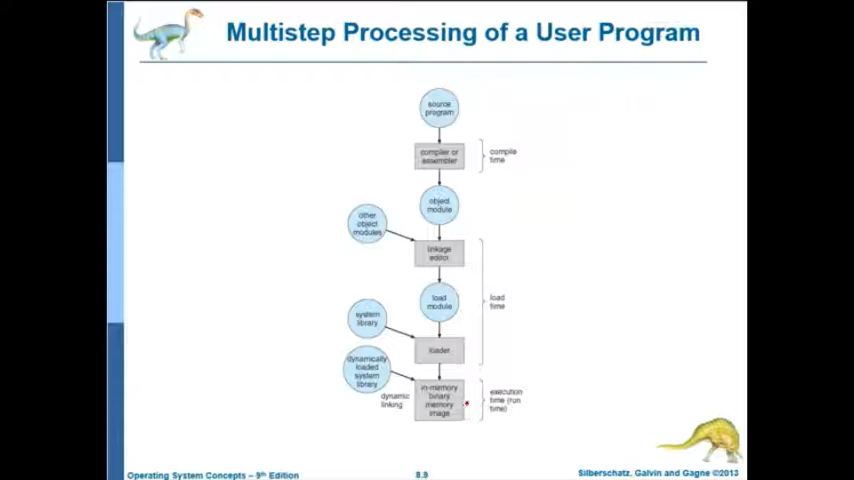 Multistep Processing of a User Program
source
program
compiler or
assembler
compile
time
object
module
other
object
modules
linkage
editor
load
module
load
time
system
library
loader
dynamically
loaded
system
library
dynamic
linking
in-memory
binary
memory
image
execution
time (run
time)
Operating System Concepts – 9th Edition
8.9
Silberschatz, Galvin and Gagne ©2013